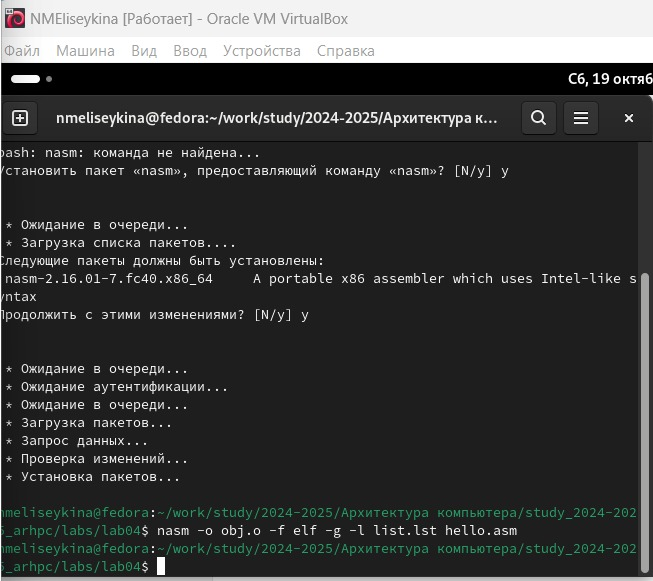 NMEliseykina [Работает] - Oracle VM VirtualBox
Файл Машина Вид Ввод Устройства Справка
Сб, 19 октяб
nmeliseykina@fedora:~/work/study/2024-2025/Архитектура к...
bash: nasm: команда не найдена...
Установить пакет «nasm», предоставляющий команду «nasm»? [N/y] y
* Ожидание в очереди...
* Загрузка списка пакетов....
Следующие пакеты должны быть установлены:
nasm-2.16.01-7.fc40.x86_64 A portable x86 assembler which uses Intel-like s
yntax
Продолжить с этими изменениями? [N/y] y
* Ожидание в очереди...
* Ожидание аутентификации...
* Ожидание в очереди...
* Загрузка пакетов...
* Запрос данных...
* Проверка изменений...
* Установка пакетов...
nmeliseykina@fedora:~/work/study/2024-2025/Архитектура компьютера/study_2024-202
5_arhpc/labs/lab04$ nasm -o obj.o -f elf -g -l list.lst hello.asm
nmeliseykina@fedora:~/work/study/2024-2025/Архитектура компьютера/study_2024-202
5_arhpc/labs/lab04$